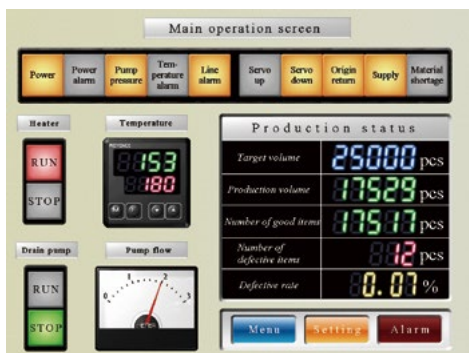 Main operation screen
Power
Power
alarm
Pump
pressure
Tem-
perature
alarm
Line
alarm
Servo
up
Servo
down
Origin
return
Supply
Material
shortage
Heater
RUN
STOP
Temperature
KEYENCE
153
180
Production status
Target volume 25000 pcs
Production volume 17529 pcs
Number of good items 17517 pcs
Number of
defective items 12 pcs
Defective rate 0.07 %
Drain pump
RUN
STOP
Pump flow
0 1 2 3
Menu Setting Alarm